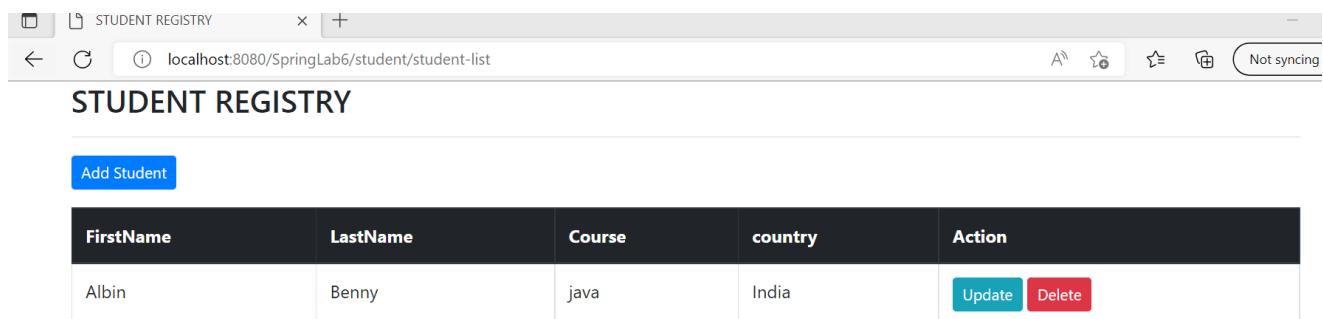 STUDENT REGISTRY
localhost:8080/SpringLab6/student/student-list
Not syncing
STUDENT REGISTRY
Add Student
FirstName LastName Course country Action
Albin Benny java India Update Delete